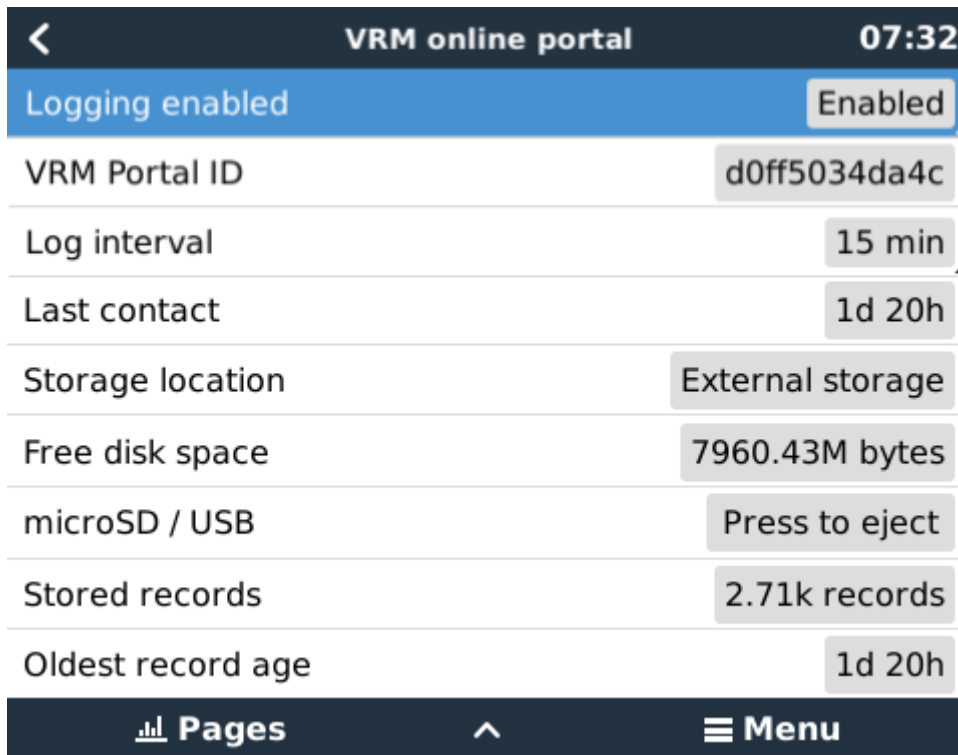 VRM online portal 07:32
Logging enabled Enabled
VRM Portal ID d0ff5034da4c
Log interval 15 min
Last contact 1d 20h
Storage location External storage
Free disk space 7960.43M bytes
microSD / USB Press to eject
Stored records 2.71k records
Oldest record age 1d 20h
Pages Menu